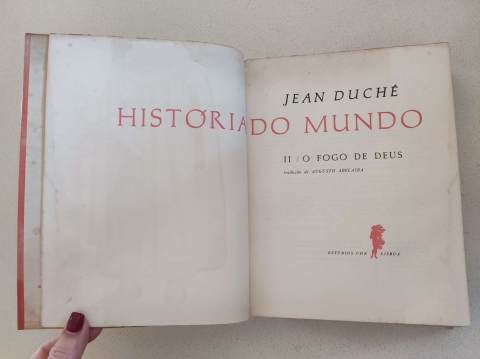 JEAN DUCHÉ
HISTÓRIA DO MUNDO
II / O FOGO DE DEUS
tradução de AUGUSTO ABELAIRA
ESTÚDIOS COR LISBOA